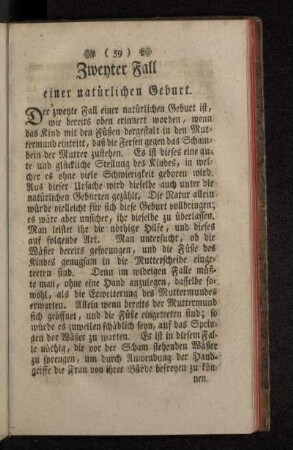 ( 59 )
Zweyter Fall
einer natürlichen Geburt.
Der zweyte Fall einer natürlichen Geburt ist,
wie bereits oben erinnert worden, wenn
das Kind mit den Füßen dergestalt in den Mut-
termund eintritt, daß die Fersen gegen das Scham-
bein der Mutter zustehen. Es ist dieses eine gu-
te und glückliche Stellung des Kindes, in wel-
cher es ohne viele Schwierigkeit geboren wird.
Aus dieser Ursache wird dieselbe auch unter die
natürlichen Geburten gezählt. Die Natur allein
würde vielleicht für sich diese Geburt vollbringen;
es wäre aber unsicher, ihr dieselbe zu überlassen.
Man leistet ihr die nöthige Hilfe, und dieses
auf folgende Art. Man untersucht, ob die
Wässer bereits gesprungen, und die Füße des
Kindes genugsam in die Mutterscheide einge-
tretten sind. Denn im widrigen Falle müß-
te man, ohne eine Hand anzulegen, dasselbe so-
wohl, als die Erweiterung des Muttermundes
erwarten. Allein wenn bereits der Muttermund
sich geöffnet, und die Füße eingetretten sind; so
würde es zuweilen schädlich seyn, auf das Sprin-
gen der Wässer zu warten. Es ist in diesem Fal-
le nöthig, die vor der Scham stehenden Wässer
zu sprengen, um durch Anwendung der Hand-
griffe die Frau von ihrer Bürde befreyen zu kön-
nen.